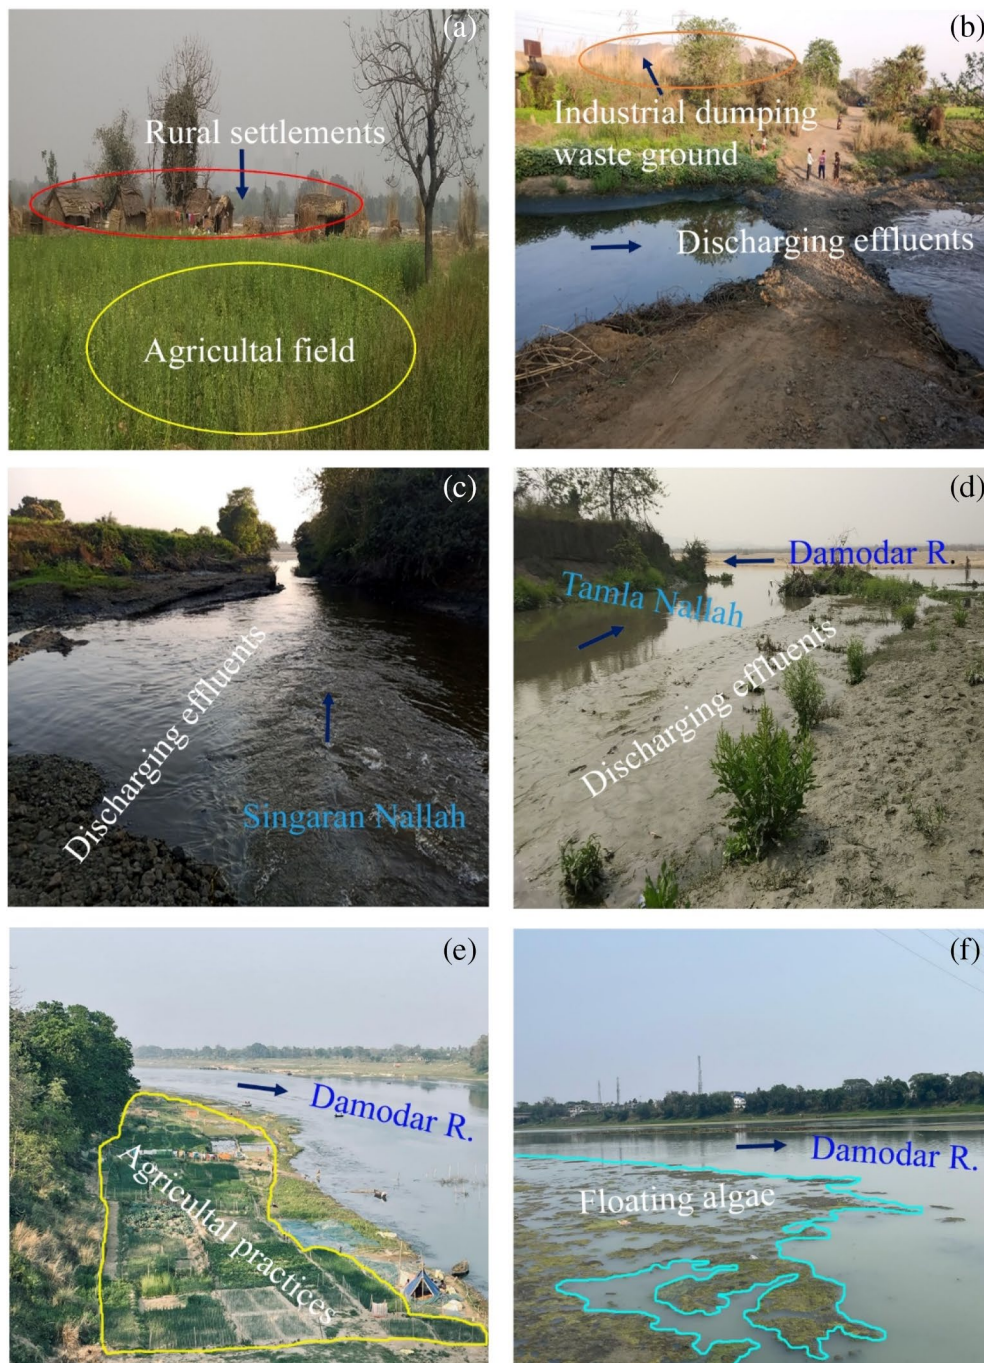 (a)
Rural settlements
Agricultal field
(b)
Industrial dumping
waste ground
Discharging effluents
(c)
Discharging effluents
Singaran Nallah
(d)
Damodar R.
Tamla Nallah
Discharging effluents
(e)
Damodar R.
Agricultal practices
(f)
Damodar R.
Floating algae